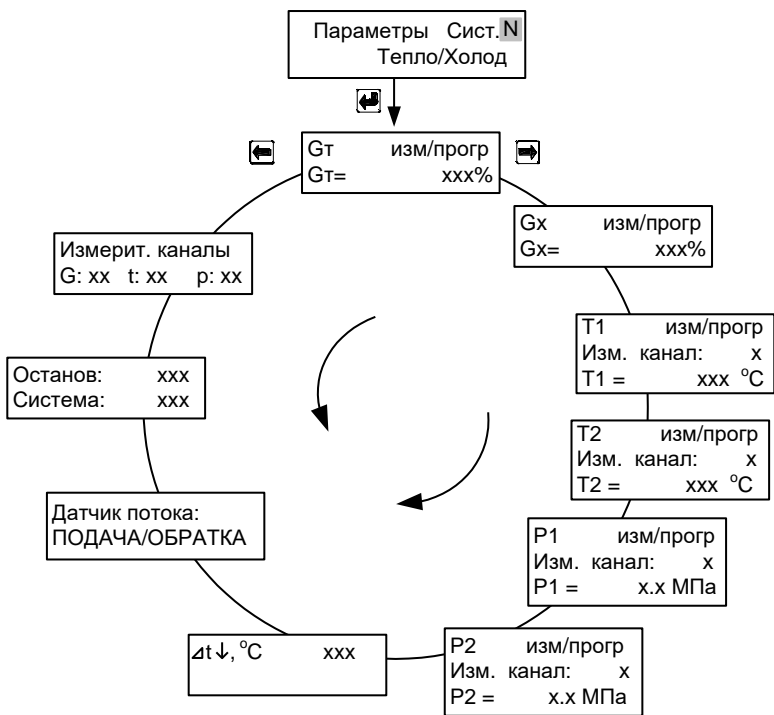 Параметры Сист.N
Тепло/Холод
Gт изм/прогр
Gт= xxx%
Gx изм/прогр
Gx= xxx%
T1 изм/прогр
Изм. канал: x
T1 = xxx °C
T2 изм/прогр
Изм. канал: x
T2 = xxx °C
P1 изм/прогр
Изм. канал: x
P1 = x.x МПа
P2 изм/прогр
Изм. канал: x
P2 = x.x МПа
⊿t↓, °C xxx
Датчик потока:
ПОДАЧА/ОБРАТКА
Останов: xxx
Система: xxx
Измерит. каналы
G: xx t: xx p: xx